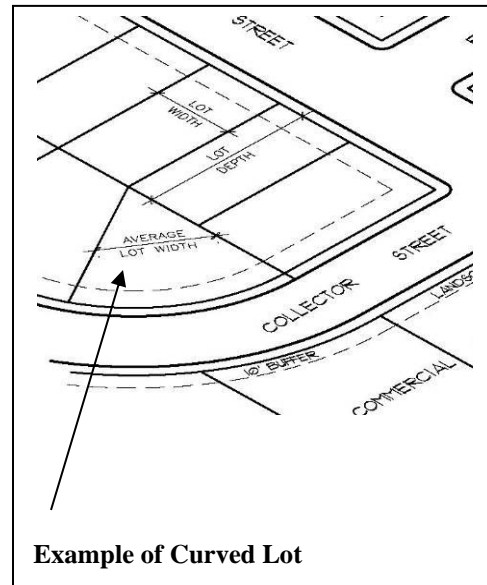 STREET
LOT
WIDTH
LOT
DEPTH
AVERAGE
LOT WIDTH
COLLECTOR STREET
10' BUFFER
COMMERCIAL
Example of Curved Lot